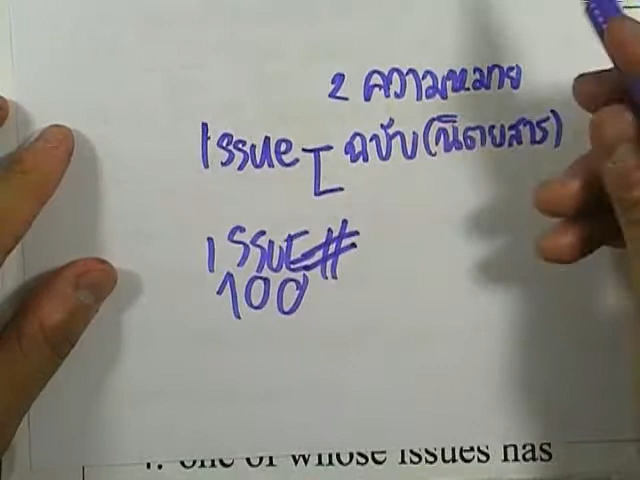 2 ความหมาย
Issue ฉบับ(นิตยสาร)
ISSUE#
100
1. one of whose issues has